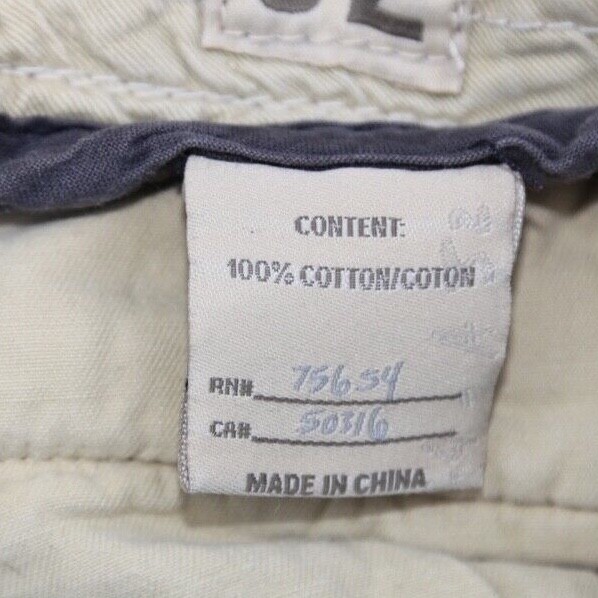 CONTENT:
100% COTTON/COTON
RN# 75654
CA# 50316
MADE IN CHINA